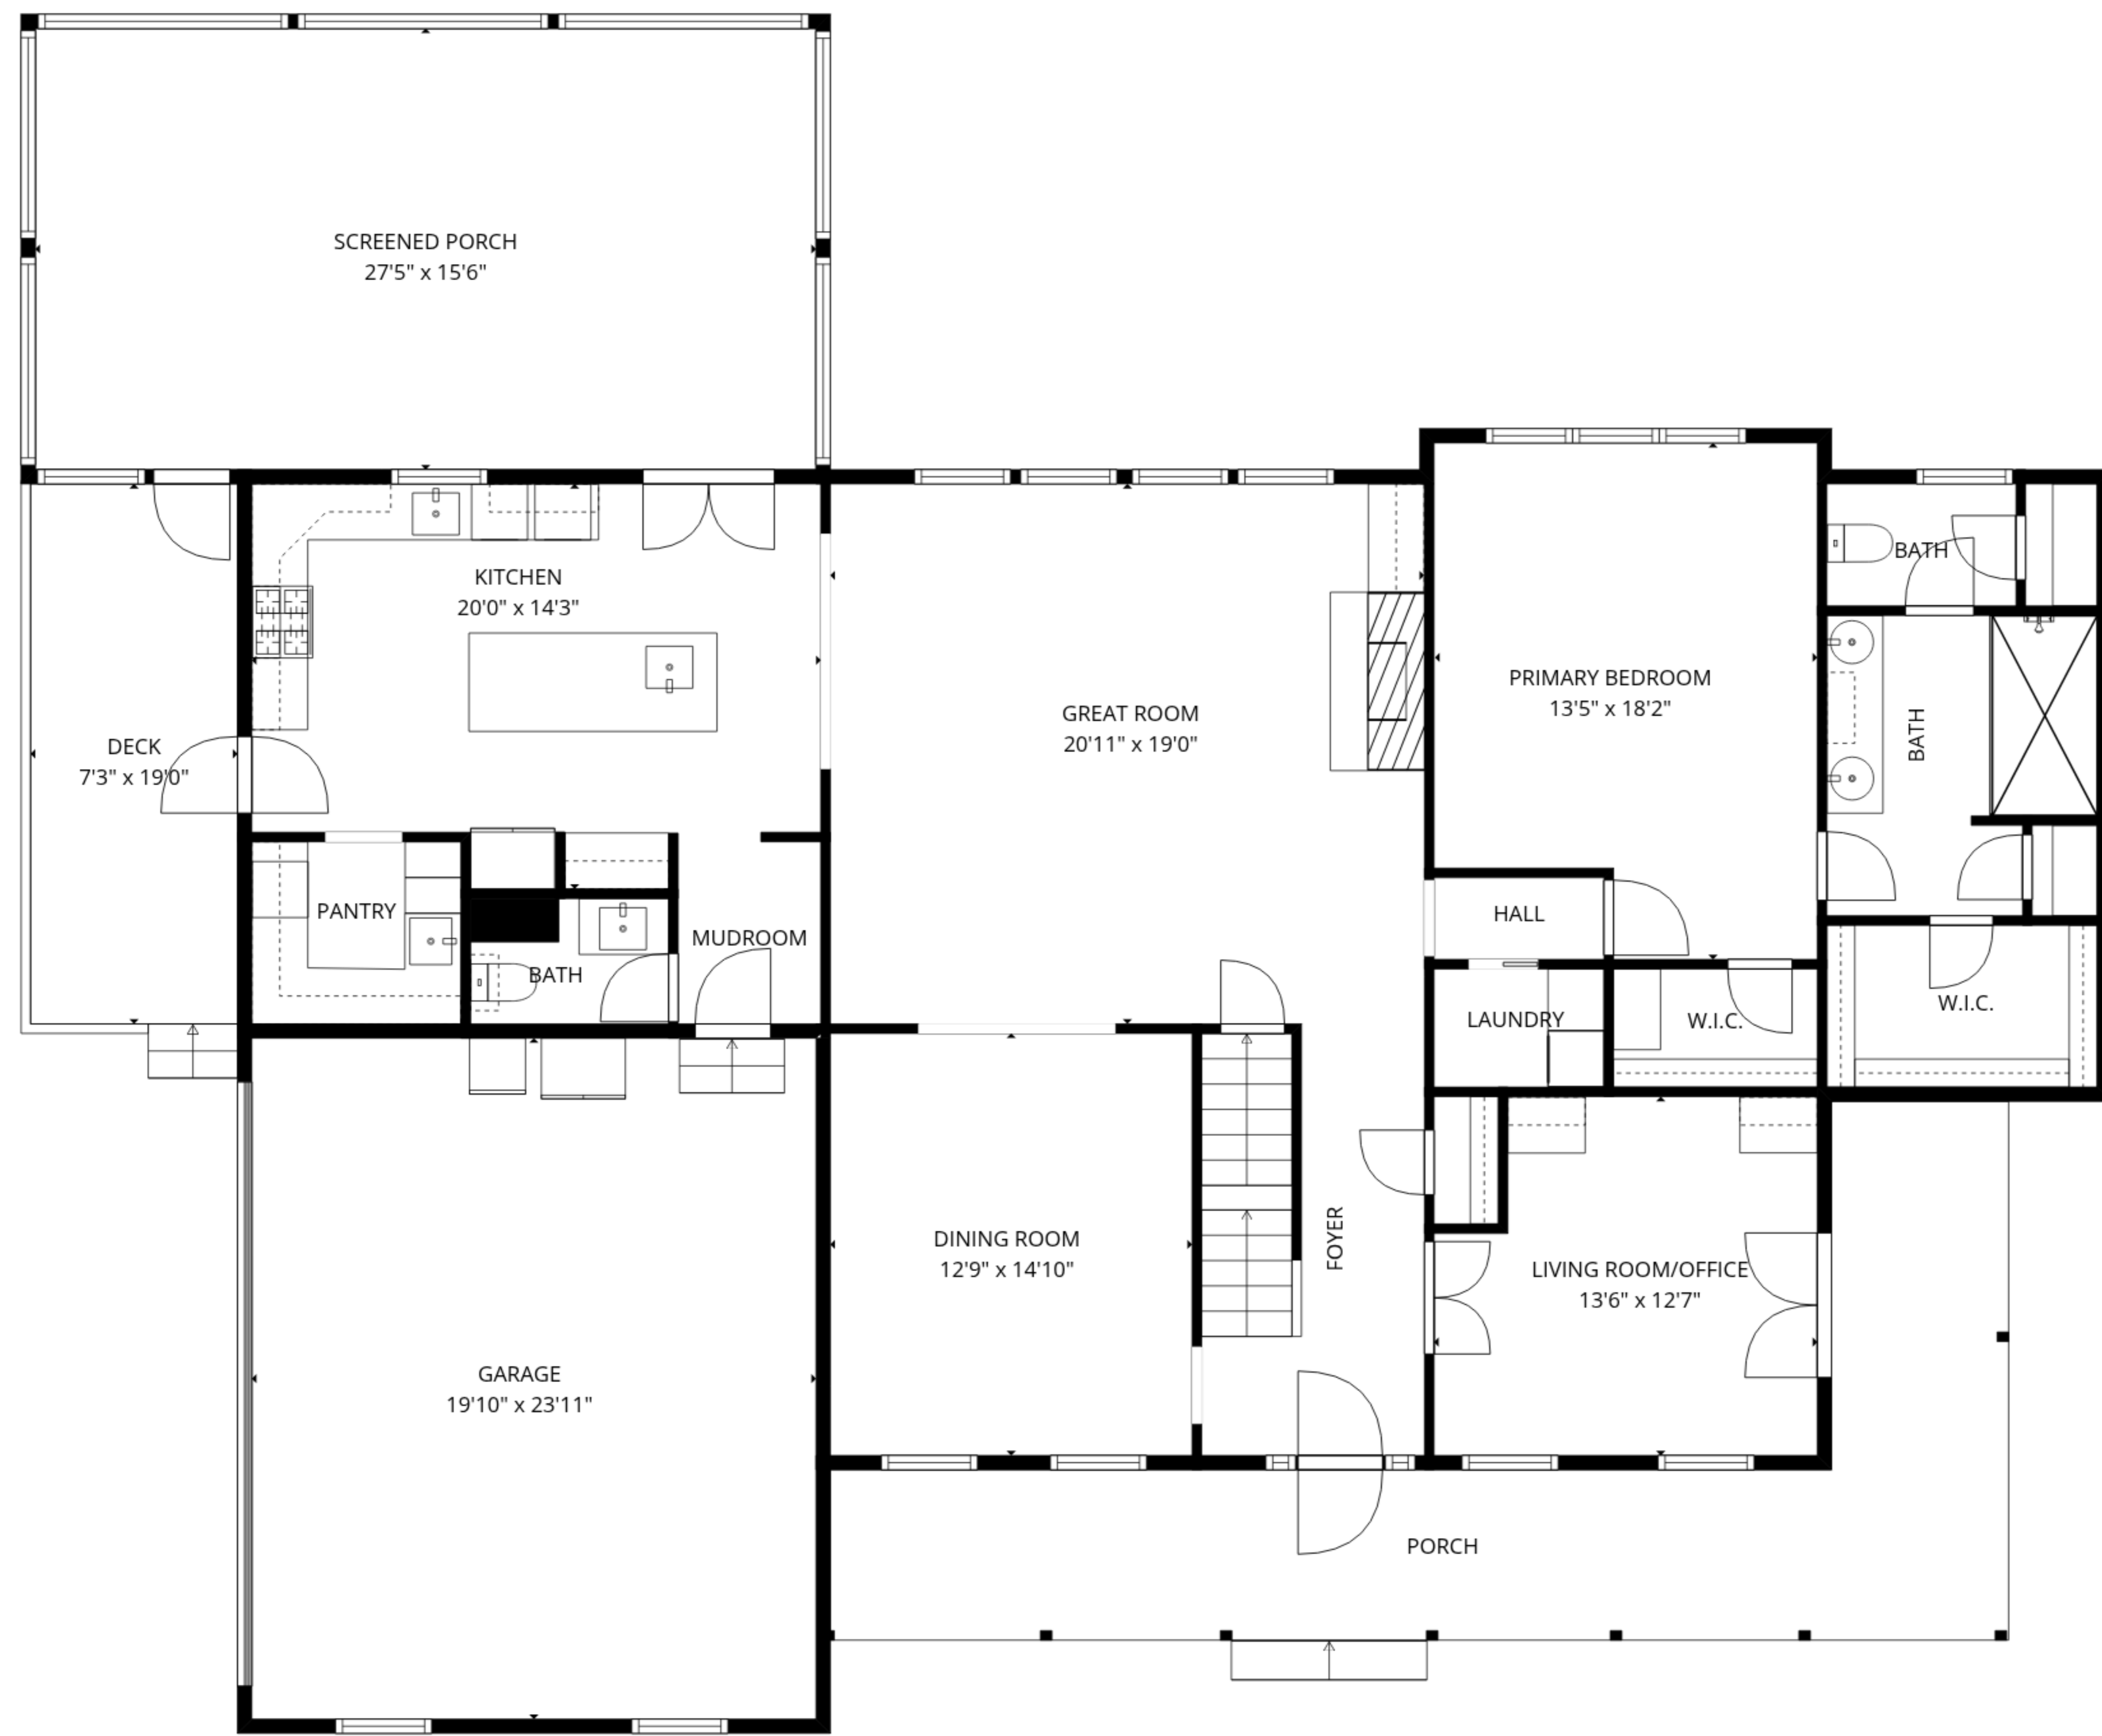 SCREENED PORCH
27'5" x 15'6"
KITCHEN
20'0" x 14'3"
GREAT ROOM
20'11" x 19'0"
PRIMARY BEDROOM
13'5" x 18'2"
BATH
BATH
DECK
7'3" x 19'0"
PANTRY
BATH
MUDROOM
HALL
LAUNDRY
W.I.C.
W.I.C.
DINING ROOM
12'9" x 14'10"
FOYER
LIVING ROOM/OFFICE
13'6" x 12'7"
GARAGE
19'10" x 23'11"
PORCH